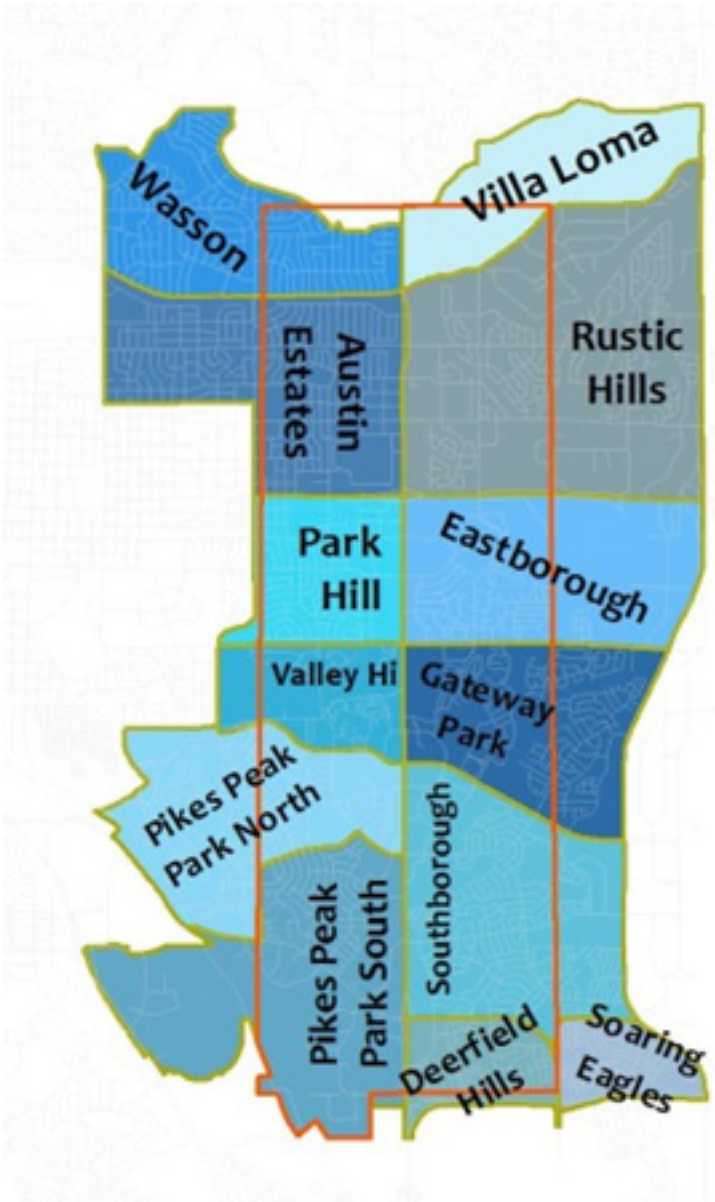 Villa Loma
Wasson
Austin
Estates
Rustic
Hills
Park
Hill
Eastborough
Valley Hi
Gateway
Park
Pikes Peak
Park North
Southborough
Pikes Peak
Park South
Deerfield
Hills
Soaring
Eagles